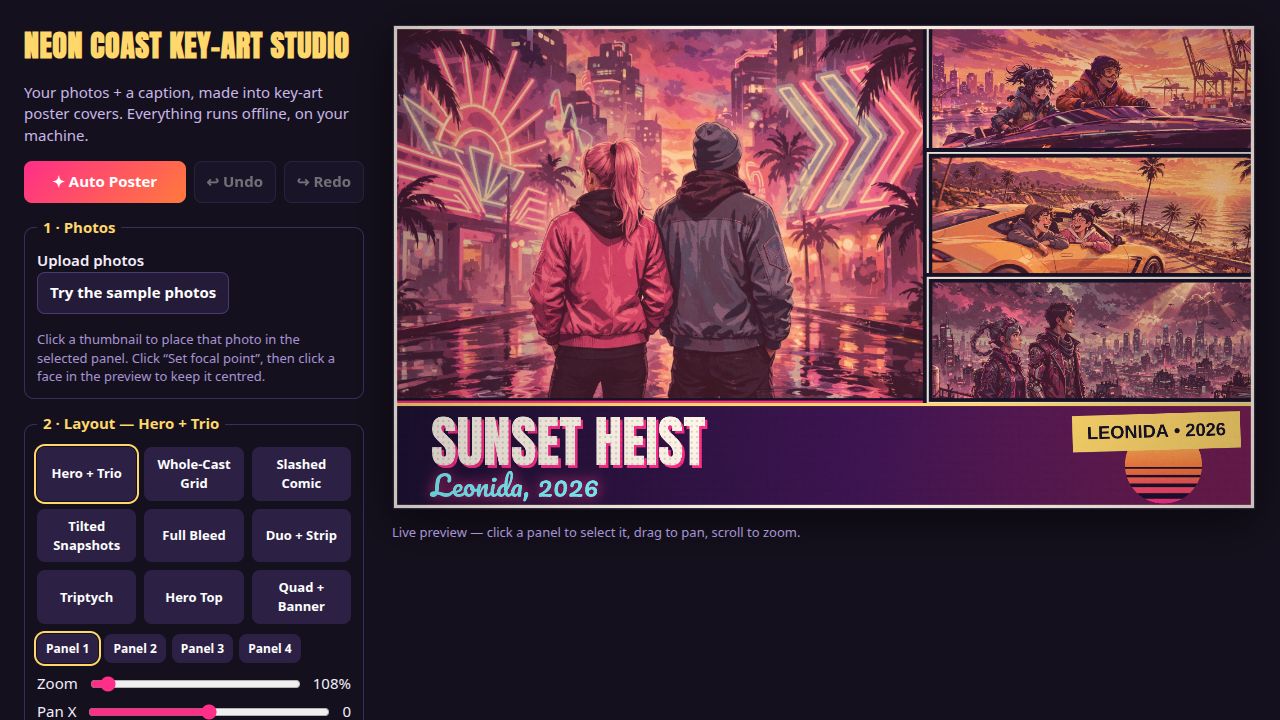 NEON COAST KEY-ART STUDIO
Your photos + a caption, made into key-art
poster covers. Everything runs offline, on your
machine.
✦ Auto Poster
↩ Undo
↪ Redo
1 · Photos
Upload photos
Try the sample photos
Click a thumbnail to place that photo in the
selected panel. Click “Set focal point”, then click a
face in the preview to keep it centred.
2 · Layout — Hero + Trio
Hero + Trio
Whole-Cast
Grid
Slashed
Comic
Tilted
Snapshots
Full Bleed
Duo + Strip
Triptych
Hero Top
Quad +
Banner
Panel 1
Panel 2
Panel 3
Panel 4
Zoom
108%
Pan X
0
SUNSET HEIST
Leonida, 2026
LEONIDA • 2026
Live preview — click a panel to select it, drag to pan, scroll to zoom.